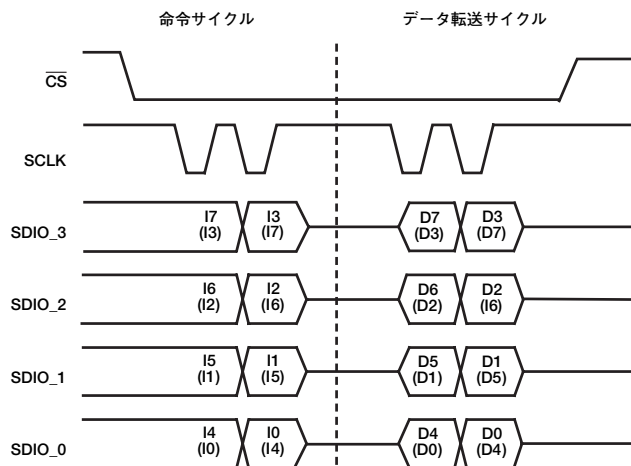 命令サイクル データ転送サイクル
CS
SCLK
SDIO_3 I7 I3 D7 D3
(I3) (I7) (D3) (D7)
SDIO_2 I6 I2 D6 D2
(I2) (I6) (D2) (I6)
SDIO_1 I5 I1 D5 D1
(I1) (I5) (D1) (D5)
SDIO_0 I4 I0 D4 D0
(I0) (I4) (D0) (D4)